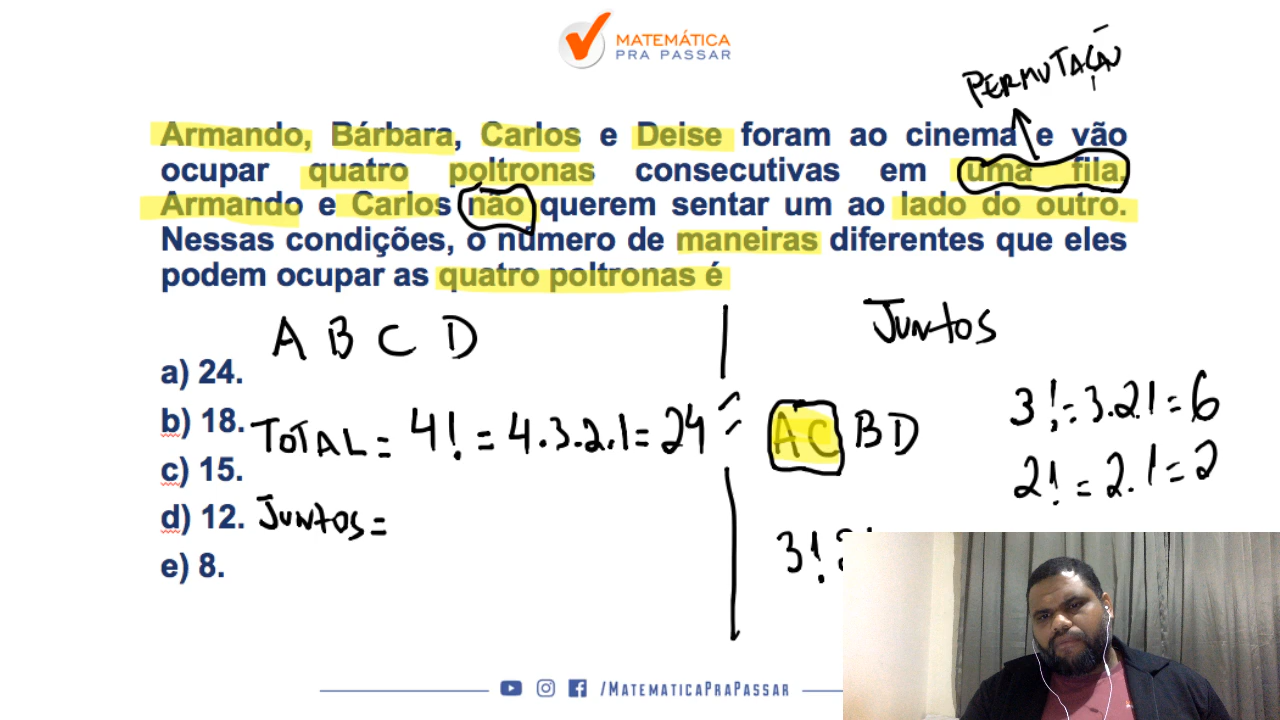 MATEMÁTICA
PRA PASSAR
PERMUTAÇÃO
Armando, Bárbara, Carlos e Deise foram ao cinema e vão
ocupar quatro poltronas consecutivas em uma fila.
Armando e Carlos não querem sentar um ao lado do outro.
Nessas condições, o número de maneiras diferentes que eles
podem ocupar as quatro poltronas é
A B C D
a) 24.
b) 18.
TOTAL = 4! = 4.3.2.1 = 24
c) 15.
d) 12.
JUNTOS =
e) 8.
JUNTOS
AC B D
3! = 3.2.1 = 6
2! = 2.1 = 2
3!
/MATEMATICAPRAPASSAR